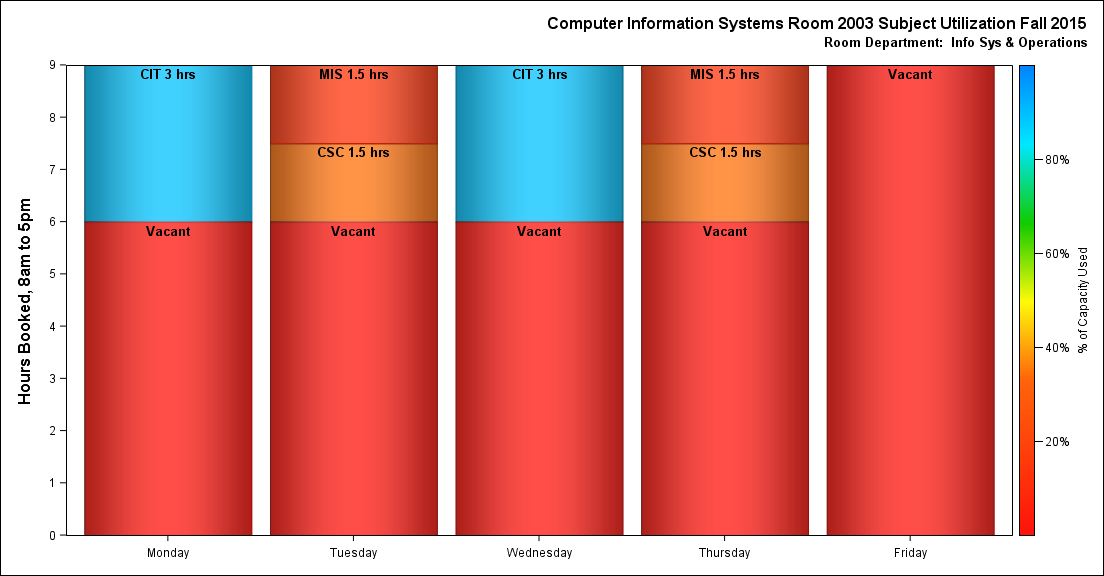 Computer Information Systems Room 2003 Subject Utilization Fall 2015
Room Department: Info Sys & Operations
Hours Booked, 8am to 5pm
9
8
7
6
5
4
3
2
1
0
CIT 3 hrs
Vacant
MIS 1.5 hrs
CSC 1.5 hrs
Vacant
CIT 3 hrs
Vacant
MIS 1.5 hrs
CSC 1.5 hrs
Vacant
Vacant
Monday
Tuesday
Wednesday
Thursday
Friday
80%
60%
40%
20%
% of Capacity Used